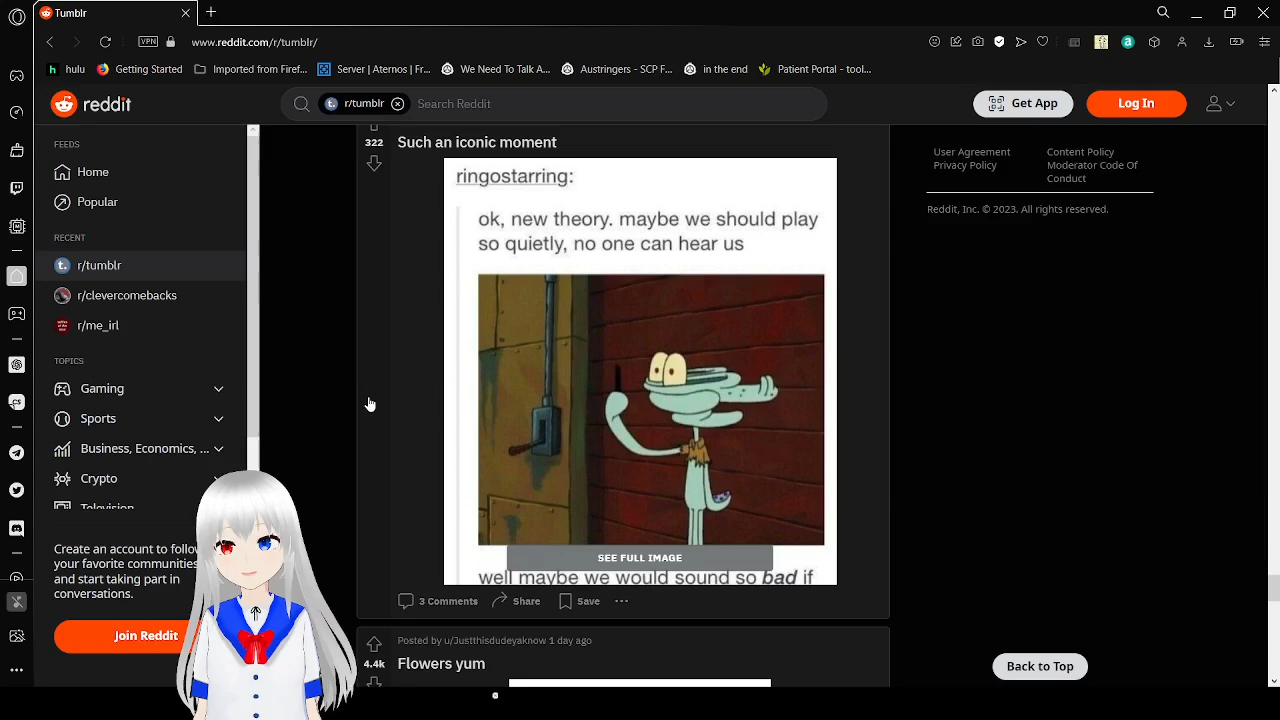 Tumblr
VPN
www.reddit.com/r/tumblr/
hulu
Getting Started
Imported from Firef...
Server | Aternos | Fr...
We Need To Talk A...
Austringers - SCP F...
in the end
Patient Portal - tool...
reddit
r/tumblr
Search Reddit
Get App
Log In
FEEDS
Home
Popular
RECENT
r/tumblr
r/clevercomebacks
r/me_irl
TOPICS
Gaming
Sports
Business, Economics, ...
Crypto
Television
Create an account to follow
your favorite communities
and start taking part in
conversations.
Join Reddit
322
Such an iconic moment
ringostarring:
ok, new theory. maybe we should play
so quietly, no one can hear us
SEE FULL IMAGE
well maybe we would sound so bad if
3 Comments
Share
Save
Posted by u/Justthisdudeyaknow 1 day ago
4.4k
Flowers yum
User Agreement
Privacy Policy
Content Policy
Moderator Code Of
Conduct
Reddit, Inc. © 2023. All rights reserved.
Back to Top